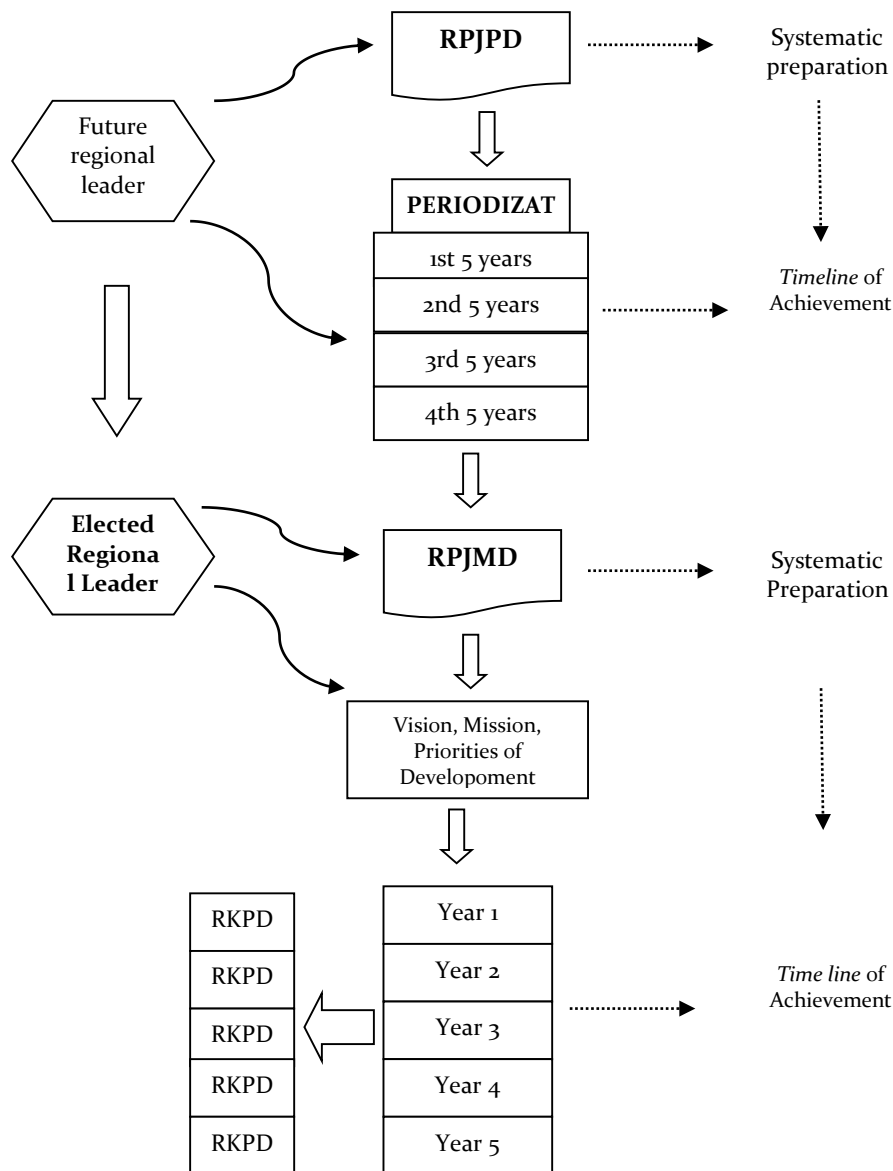 RPJPD
Systematic
preparation
Future
regional
leader
PERIODIZAT
1st 5 years
2nd 5 years
3rd 5 years
4th 5 years
Timeline of
Achievement
Elected
Regiona
l Leader
RPJMD
Systematic
Preparation
Vision, Mission,
Priorities of
Developoment
RKPD
RKPD
RKPD
RKPD
RKPD
Year 1
Year 2
Year 3
Year 4
Year 5
Time line of
Achievement